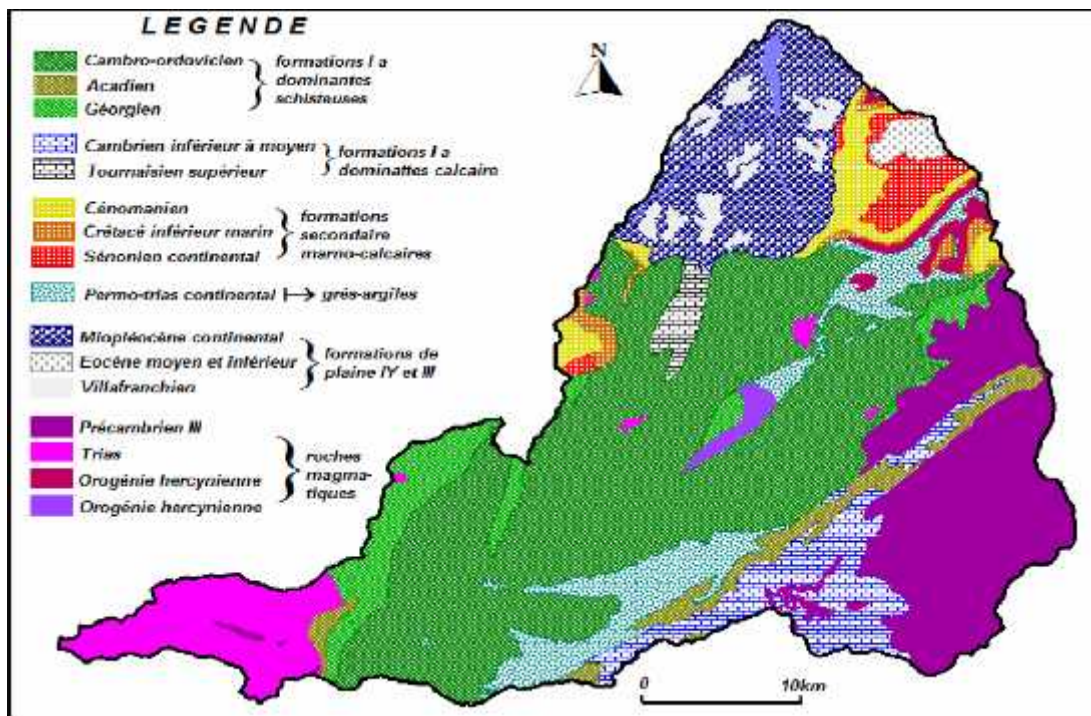 LEGENDE
Cambro-ordovicien
Acadien
Géorgien
formations I a
dominantes
schisteuses
Cambrien inférieur à moyen
Tournaisien supérieur
formations I a
dominattes calcaire
Cénomanien
Crétacé inférieur marin
Sénonien continental
formations
secondaire
marno-calcaires
Permo-trias continental
grés-argiles
Miopléocène continental
Eocène moyen et inférieur
Villafranchien
formations de
plaine IY et III
Précambrien III
Trias
Orogénie hercynienne
Orogénie hercynienne
roches
magma-
tiques
N
0 10km